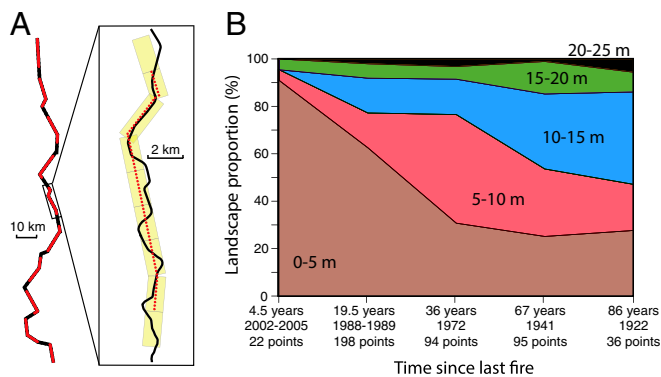 A
10 km
2 km
B
Landscape proportion (%)
100
80
60
40
20
0
20-25 m
15-20 m
10-15 m
5-10 m
0-5 m
4.5 years 19.5 years 36 years 67 years 86 years
2002-2005 1988-1989 1972 1941 1922
22 points 198 points 94 points 95 points 36 points
Time since last fire